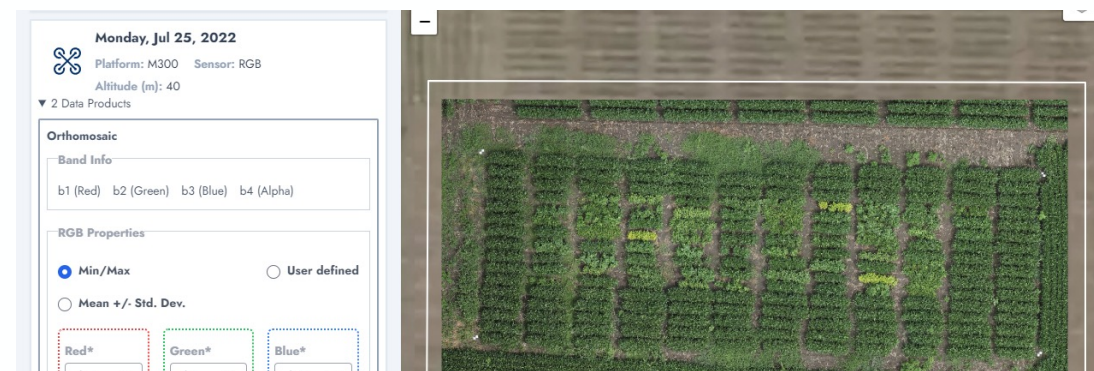 Monday, Jul 25, 2022
Platform: M300 Sensor: RGB
Altitude (m): 40
▼ 2 Data Products
Orthomosaic
Band Info
b1 (Red) b2 (Green) b3 (Blue) b4 (Alpha)
RGB Properties
Min/Max User defined
Mean +/- Std. Dev.
Red* Green* Blue*
−